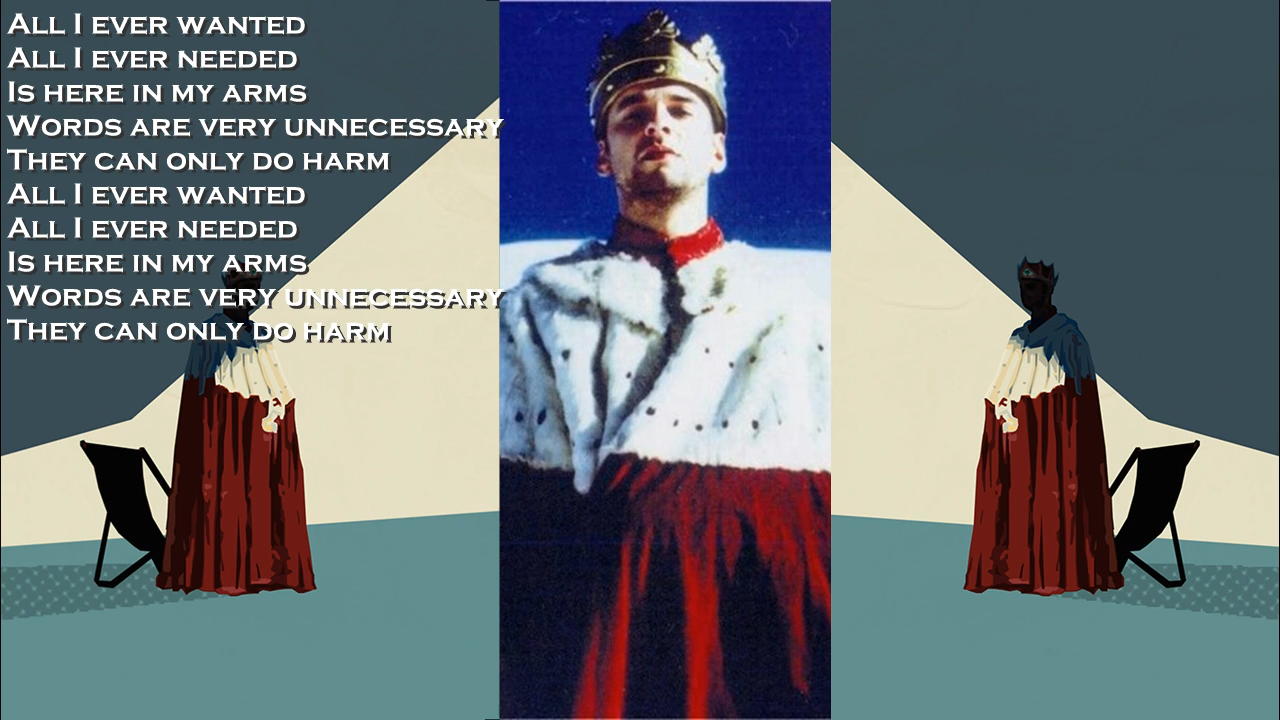 All I ever wanted
All I ever needed
Is here in my arms
Words are very unnecessary
They can only do harm
All I ever wanted
All I ever needed
Is here in my arms
Words are very unnecessary
They can only do harm